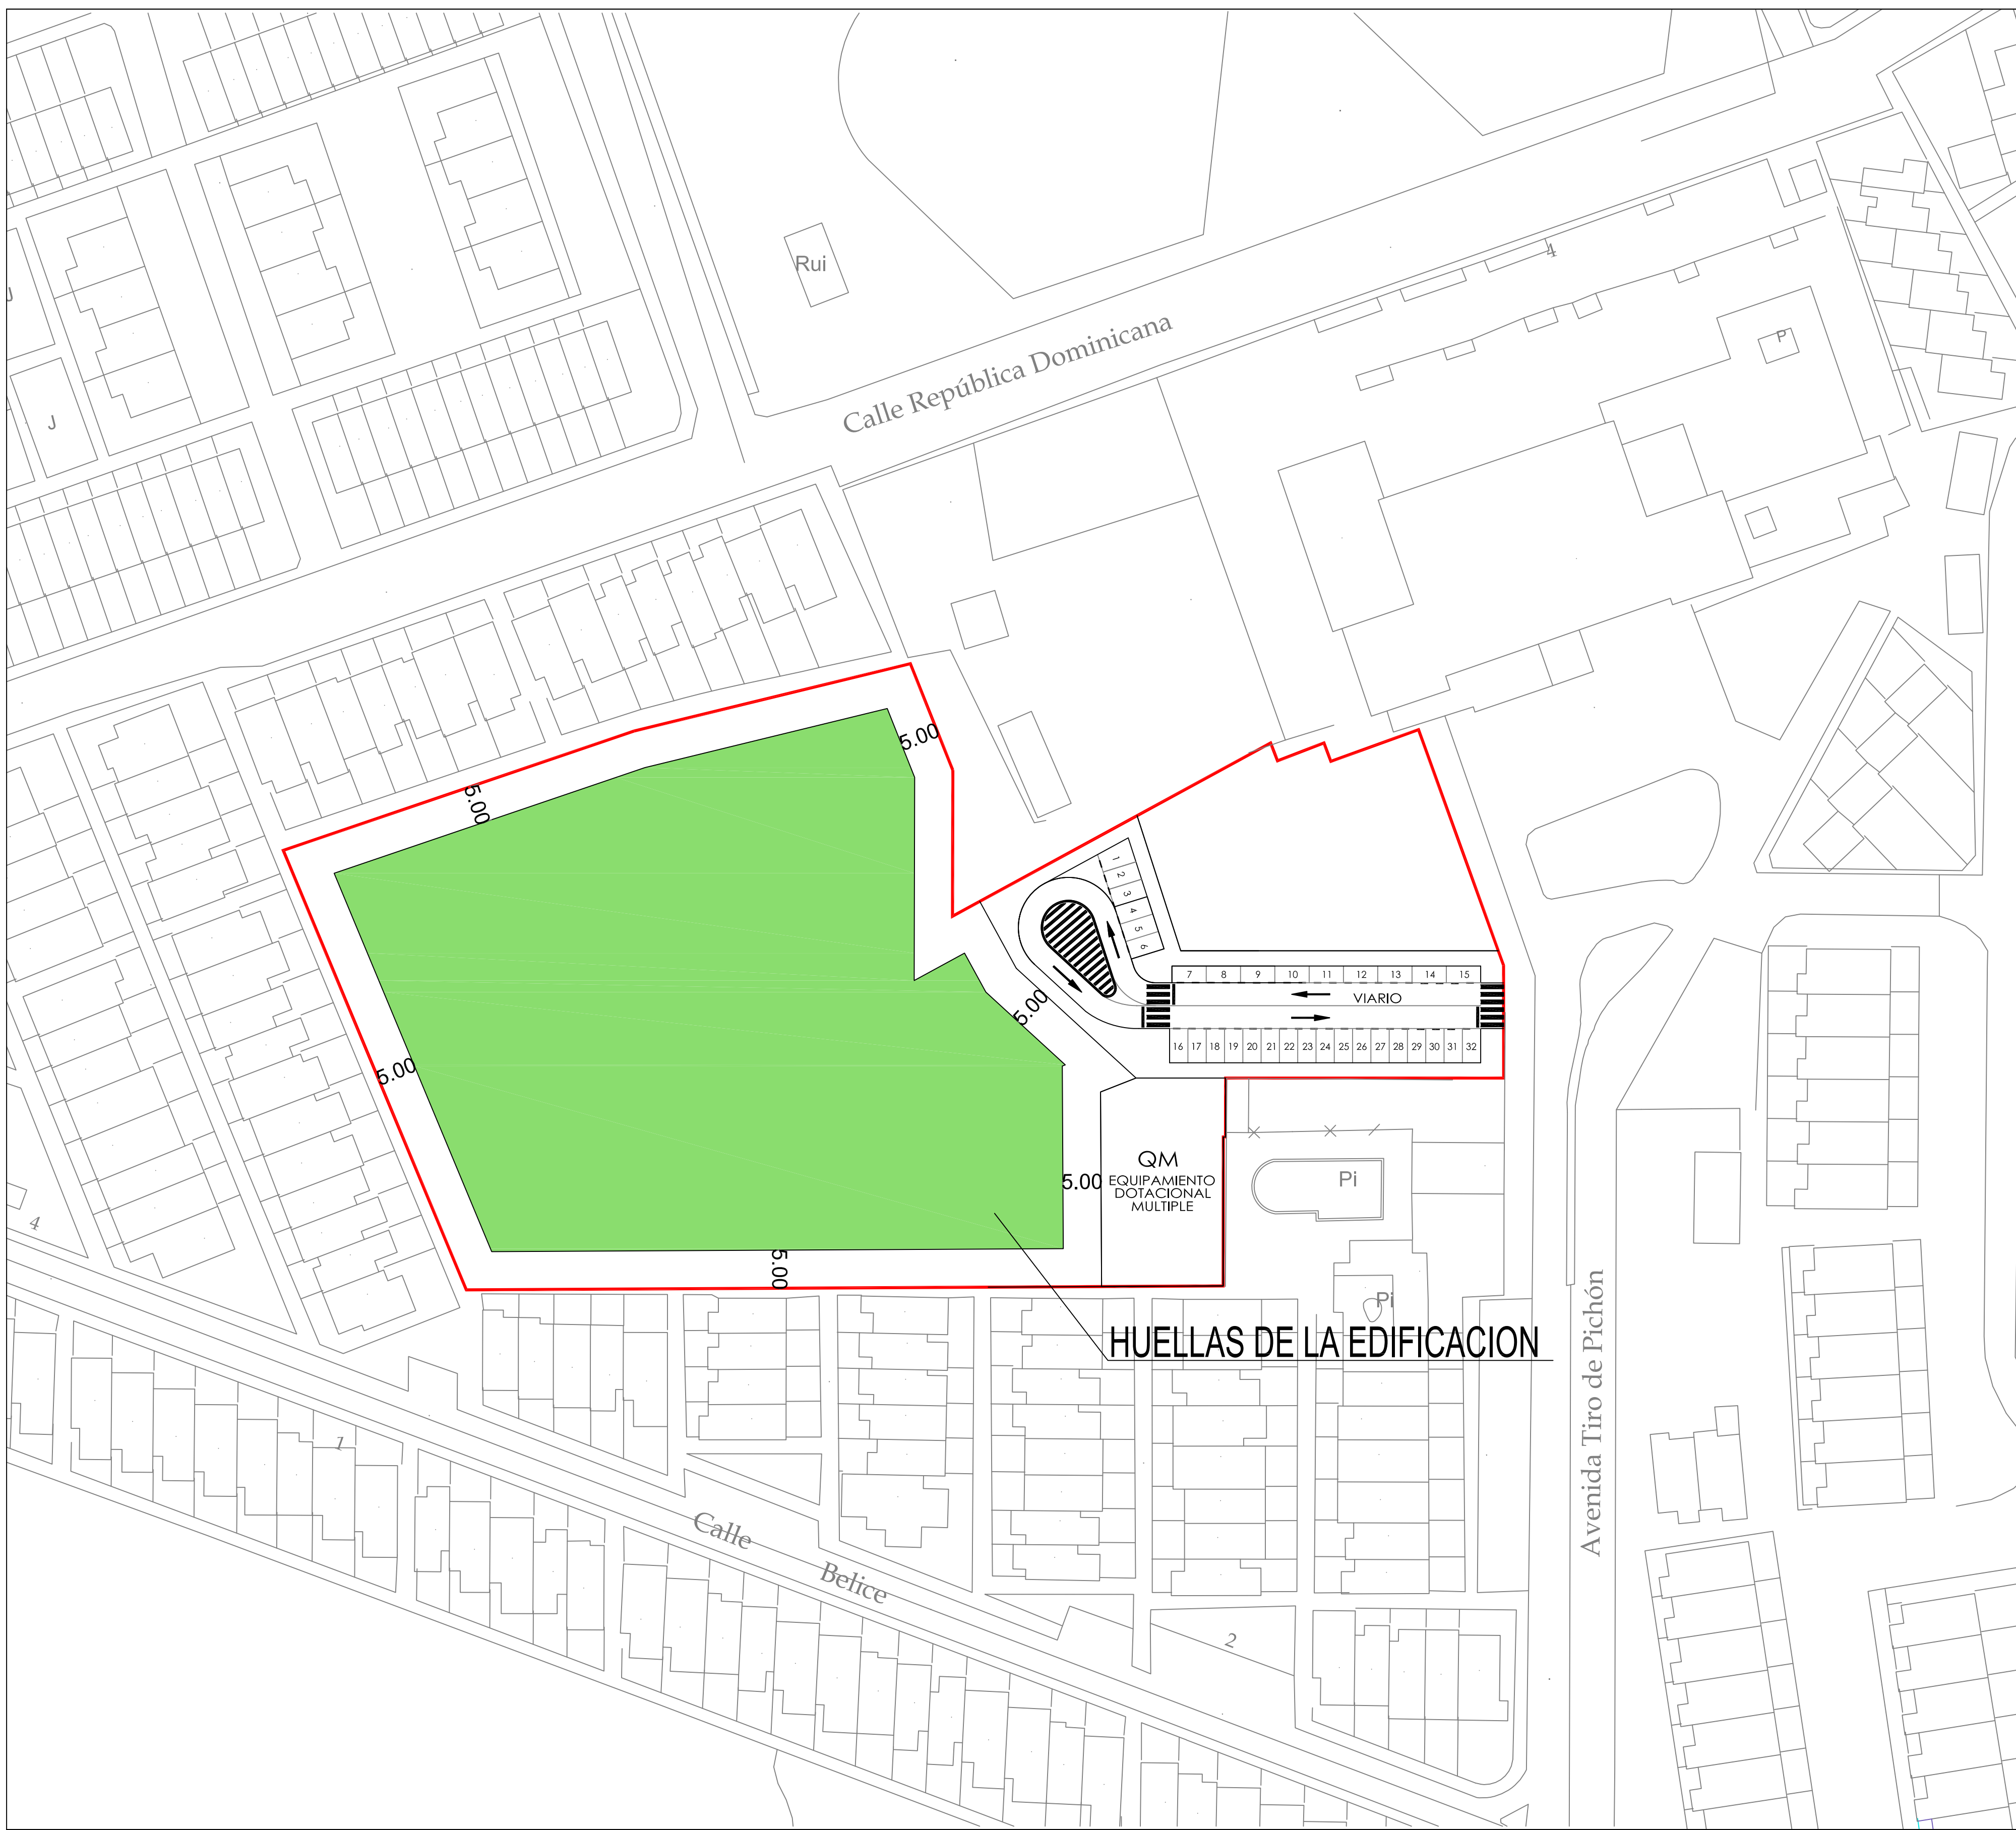 Rui
4
P
Calle República Dominicana
J
J
5.00
5.00
1
2
3
4
5
6
7 8 9 10 11 12 13 14 15
VIARIO
5.00
16 17 18 19 20 21 22 23 24 25 26 27 28 29 30 31 32
5.00
QM
EQUIPAMIENTO
DOTACIONAL
MULTIPLE
5.00
Pi
4
5.00
Pi
HUELLAS DE LA EDIFICACION
Avenida Tiro de Pichón
1
Calle
Belice
2